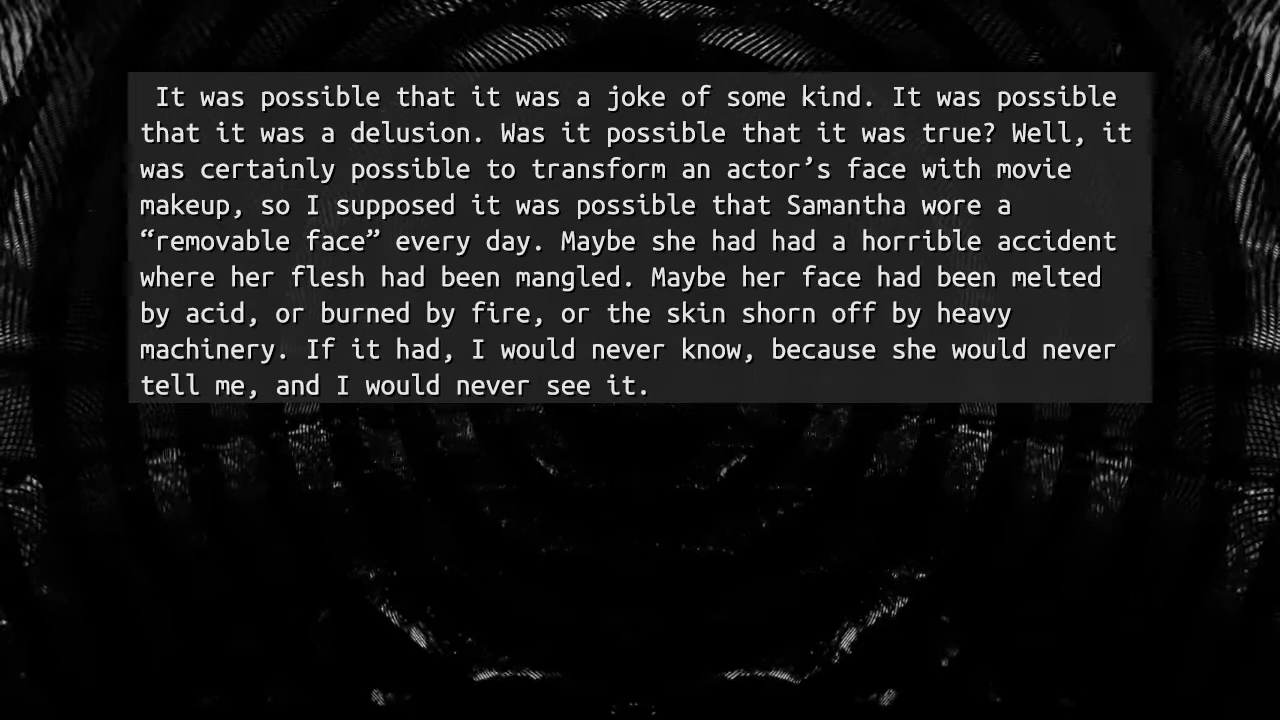 It was possible that it was a joke of some kind. It was possible
that it was a delusion. Was it possible that it was true? Well, it
was certainly possible to transform an actor’s face with movie
makeup, so I supposed it was possible that Samantha wore a
“removable face” every day. Maybe she had had a horrible accident
where her flesh had been mangled. Maybe her face had been melted
by acid, or burned by fire, or the skin shorn off by heavy
machinery. If it had, I would never know, because she would never
tell me, and I would never see it.